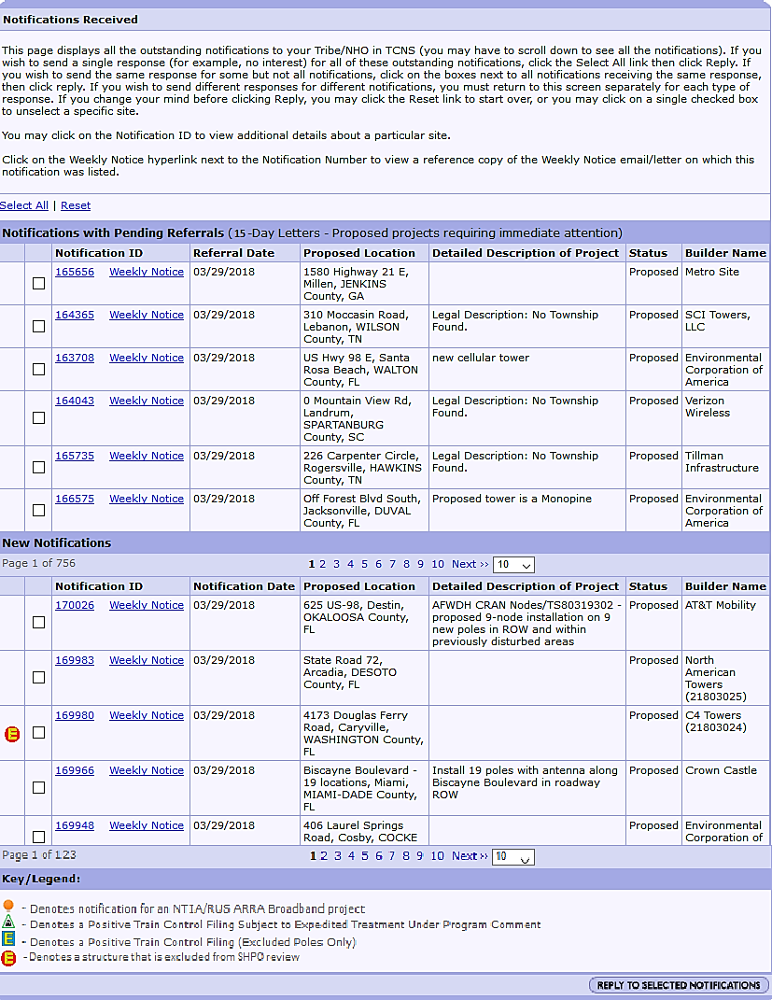 Notifications Received
This page displays all the outstanding notifications to your Tribe/NHO in TCNS (you may have to scroll down to see all the notifications). If you
wish to send a single response (for example, no interest) for all of these outstanding notifications, click the Select All link then click Reply. If
you wish to send the same response for some but not all notifications, click on the boxes next to all notifications receiving the same response,
then click reply. If you wish to send different responses for different notifications, you must return to this screen separately for each type of
response. If you change your mind before clicking Reply, you may click the Reset link to start over, or you may click on a single checked box
to unselect a specific site.
You may click on the Notification ID to view additional details about a particular site.
Click on the Weekly Notice hyperlink next to the Notification Number to view a reference copy of the Weekly Notice email/letter on which this
notification was listed.
Select All | Reset
Notifications with Pending Referrals (15-Day Letters - Proposed projects requiring immediate attention)
Notification ID Referral Date Proposed Location Detailed Description of Project Status Builder Name
165656 Weekly Notice 03/29/2018 1580 Highway 21 E, Proposed Metro Site
Millen, JENKINS
County, GA
164365 Weekly Notice 03/29/2018 310 Moccasin Road, Legal Description: No Township Proposed SCI Towers,
Lebanon, WILSON Found. LLC
County, TN
163708 Weekly Notice 03/29/2018 US Hwy 98 E, Santa new cellular tower Proposed Environmental
Rosa Beach, WALTON Corporation of
County, FL America
164043 Weekly Notice 03/29/2018 0 Mountain View Rd, Legal Description: No Township Proposed Verizon
Landrum, Found. Wireless
SPARTANBURG
County, SC
165735 Weekly Notice 03/29/2018 226 Carpenter Circle, Legal Description: No Township Proposed Tillman
Rogersville, HAWKINS Found. Infrastructure
County, TN
166575 Weekly Notice 03/29/2018 Off Forest Blvd South, Proposed tower is a Monopine Proposed Environmental
Jacksonville, DUVAL Corporation of
County, FL America
New Notifications
Page 1 of 756 1 2 3 4 5 6 7 8 9 10 Next >> 10
Notification ID Notification Date Proposed Location Detailed Description of Project Status Builder Name
170026 Weekly Notice 03/29/2018 625 US-98, Destin, AFWDH CRAN Nodes/TS80319302 - Proposed AT&T Mobility
OKALOOSA County, proposed 9-node installation on 9
FL new poles in ROW and within
previously disturbed areas
169983 Weekly Notice 03/29/2018 State Road 72, Proposed North
Arcadia, DESOTO American
County, FL Towers
(21803025)
169980 Weekly Notice 03/29/2018 4173 Douglas Ferry Proposed C4 Towers
Road, Caryville, (21803024)
E WASHINGTON County,
FL
169966 Weekly Notice 03/29/2018 Biscayne Boulevard - Install 19 poles with antenna along Proposed Crown Castle
19 locations, Miami, Biscayne Boulevard in roadway
MIAMI-DADE County, ROW
FL
169948 Weekly Notice 03/29/2018 406 Laurel Springs Proposed Environmental
Road, Cosby, COCKE Corporation of
Page 1 of 123 1 2 3 4 5 6 7 8 9 10 Next >> 10
Key/Legend:
- Denotes notification for an NTIA/RUS ARRA Broadband project
- Denotes a Positive Train Control Filing Subject to Expedited Treatment Under Program Comment
E - Denotes a Positive Train Control Filing (Excluded Poles Only)
E - Denotes a structure that is excluded from SHPO review
REPLY TO SELECTED NOTIFICATIONS